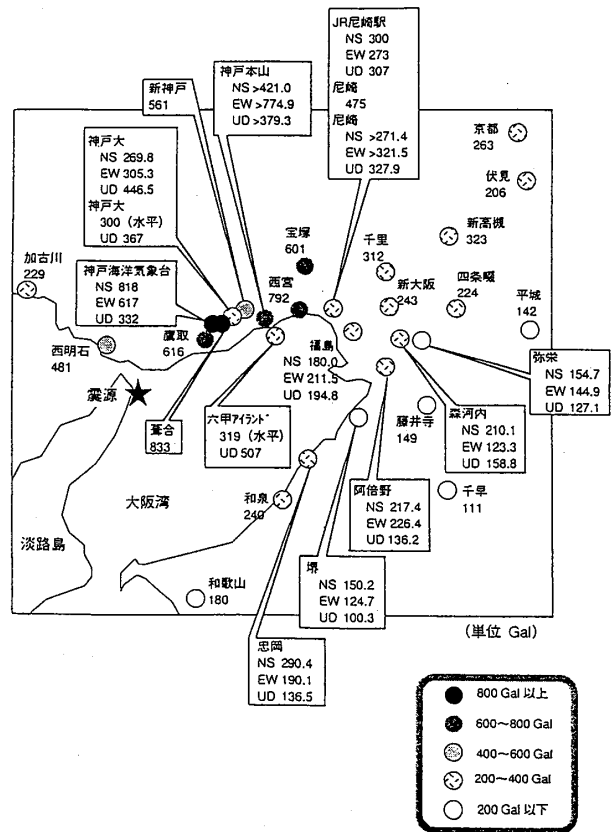 JR尼崎駅
NS 300
EW 273
UD 307
尼崎
475
尼崎
NS >271.4
EW >321.5
UD 327.9
神戸本山
NS >421.0
EW >774.9
UD >379.3
新神戸
561
神戸大
NS 269.8
EW 305.3
UD 446.5
神戸大
300 (水平)
UD 367
京都
263
伏見
206
新高槻
323
宝塚
601
千里
312
加古川
229
神戸海洋気象台
NS 818
EW 617
UD 332
西宮
792
新大阪
243
四条畷
224
平城
142
鷹取
616
西明石
481
福島
NS 180.0
EW 211.5
UD 194.8
弥栄
NS 154.7
EW 144.9
UD 127.1
震源
葺合
833
六甲アイランド
319 (水平)
UD 507
藤井寺
149
森河内
NS 210.1
EW 123.3
UD 158.8
大阪湾
和泉
240
阿倍野
NS 217.4
EW 226.4
UD 136.2
千早
111
淡路島
和歌山
180
堺
NS 150.2
EW 124.7
UD 100.3
(単位 Gal)
忠岡
NS 290.4
EW 190.1
UD 136.5
800 Gal 以上
600～800 Gal
400～600 Gal
200～400 Gal
200 Gal 以下